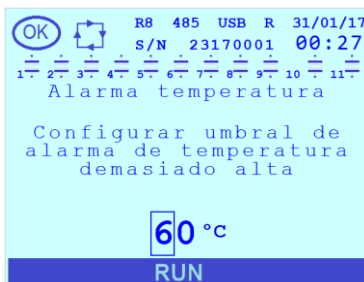 OK R8 485 USB R 31/01/17
S/N 23170001 00:27
1 2 3 4 5 6 7 8 9 10 11
Alarma temperatura
Configurar umbral de
alarma de temperatura
demasiado alta
60 °C
RUN